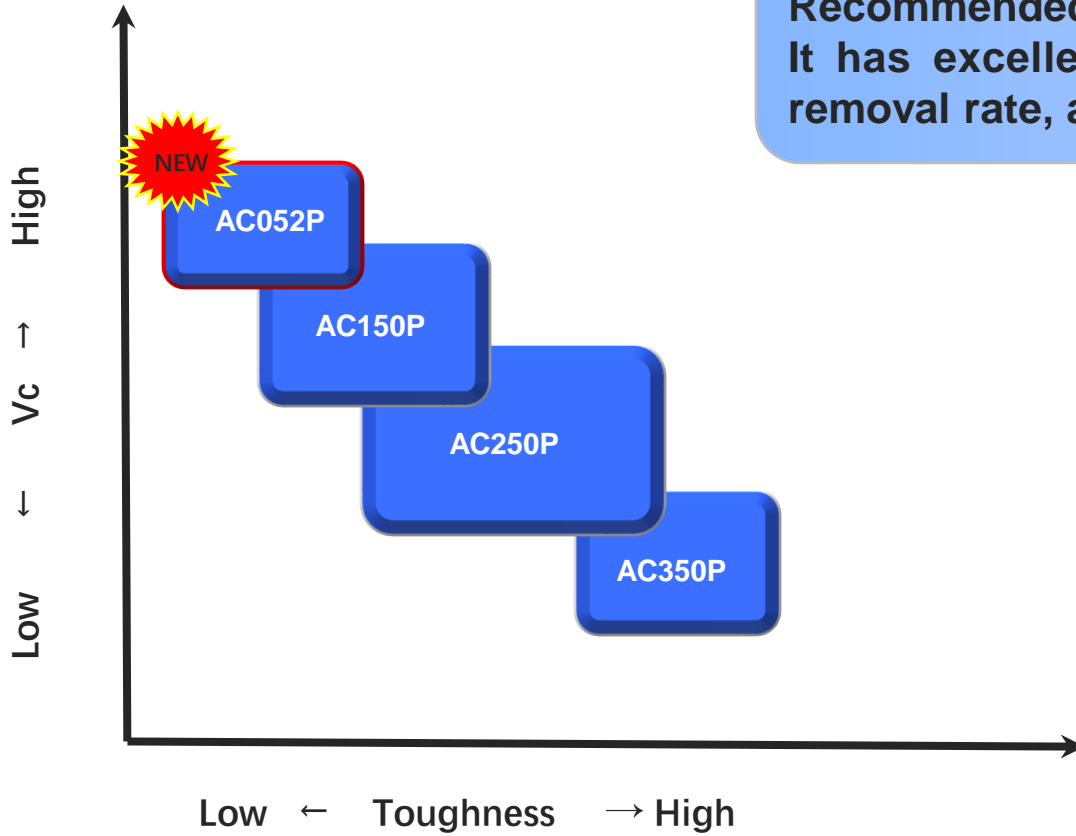 Recommended
It has excelle
removal rate, a
NEW
AC052P
AC150P
AC250P
AC350P
Low ← Vc → High
Low ← Toughness → High